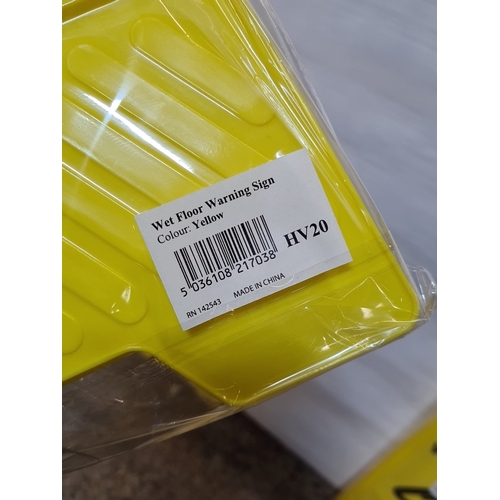 Wet Floor Warning Sign
Colour: Yellow
HV20
5 036108 217038
RN 142543 MADE IN CHINA